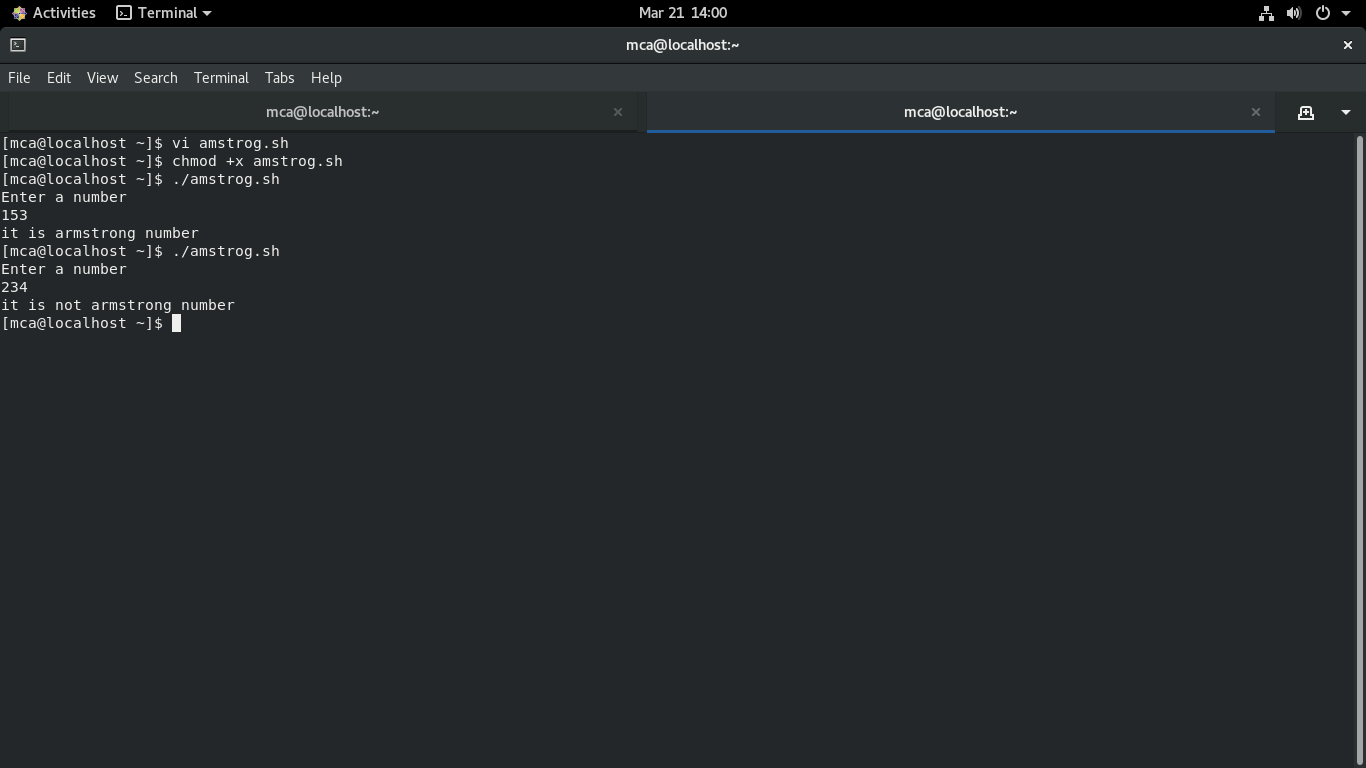 Activities Terminal Mar 21 14:00
mca@localhost:~
File Edit View Search Terminal Tabs Help
mca@localhost:~ mca@localhost:~
[mca@localhost ~]$ vi amstrog.sh
[mca@localhost ~]$ chmod +x amstrog.sh
[mca@localhost ~]$ ./amstrog.sh
Enter a number
153
it is armstrong number
[mca@localhost ~]$ ./amstrog.sh
Enter a number
234
it is not armstrong number
[mca@localhost ~]$